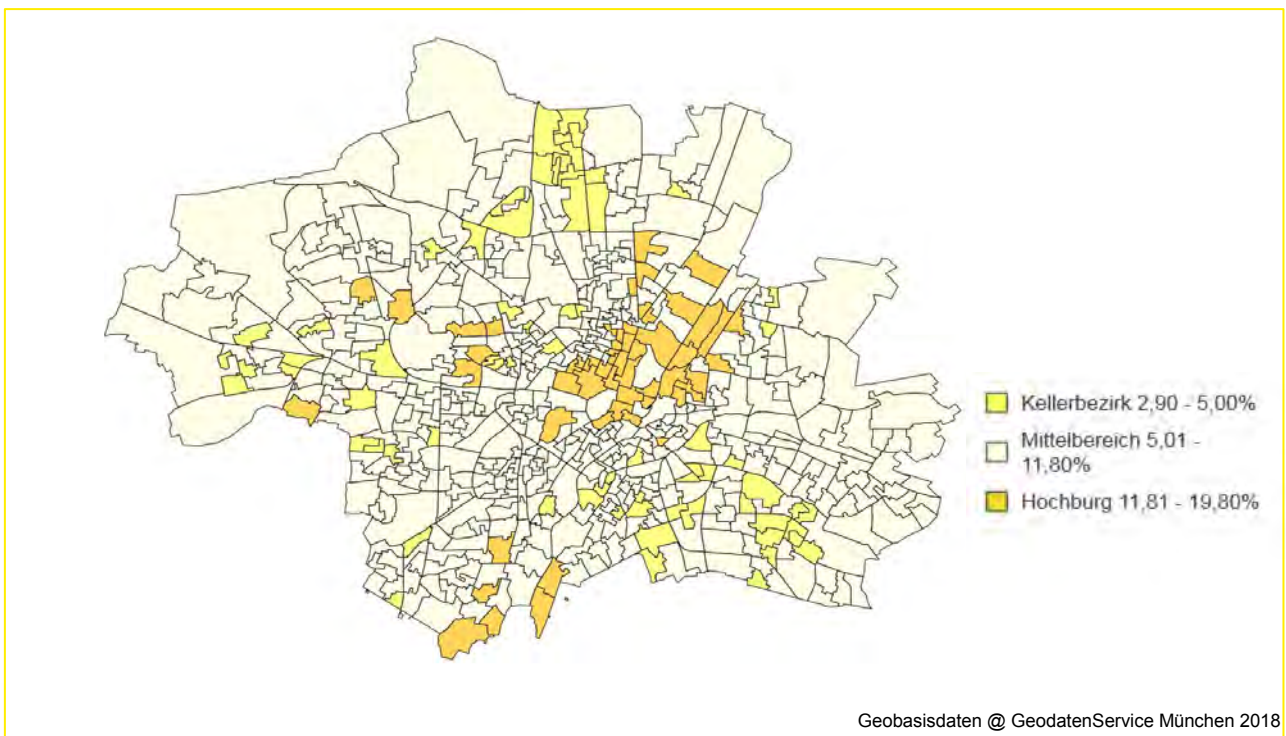 Kellerbezirk 2,90 - 5,00%
Mittelbereich 5,01 -
11,80%
Hochburg 11,81 - 19,80%
Geobasisdaten @ GeodatenService München 2018